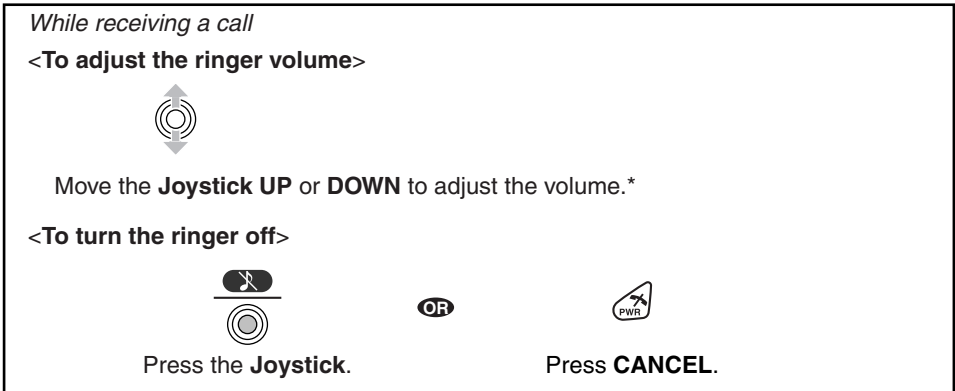 While receiving a call
<To adjust the ringer volume>
Move the Joystick UP or DOWN to adjust the volume.*
<To turn the ringer off>
OR
PWR
Press the Joystick.
Press CANCEL.